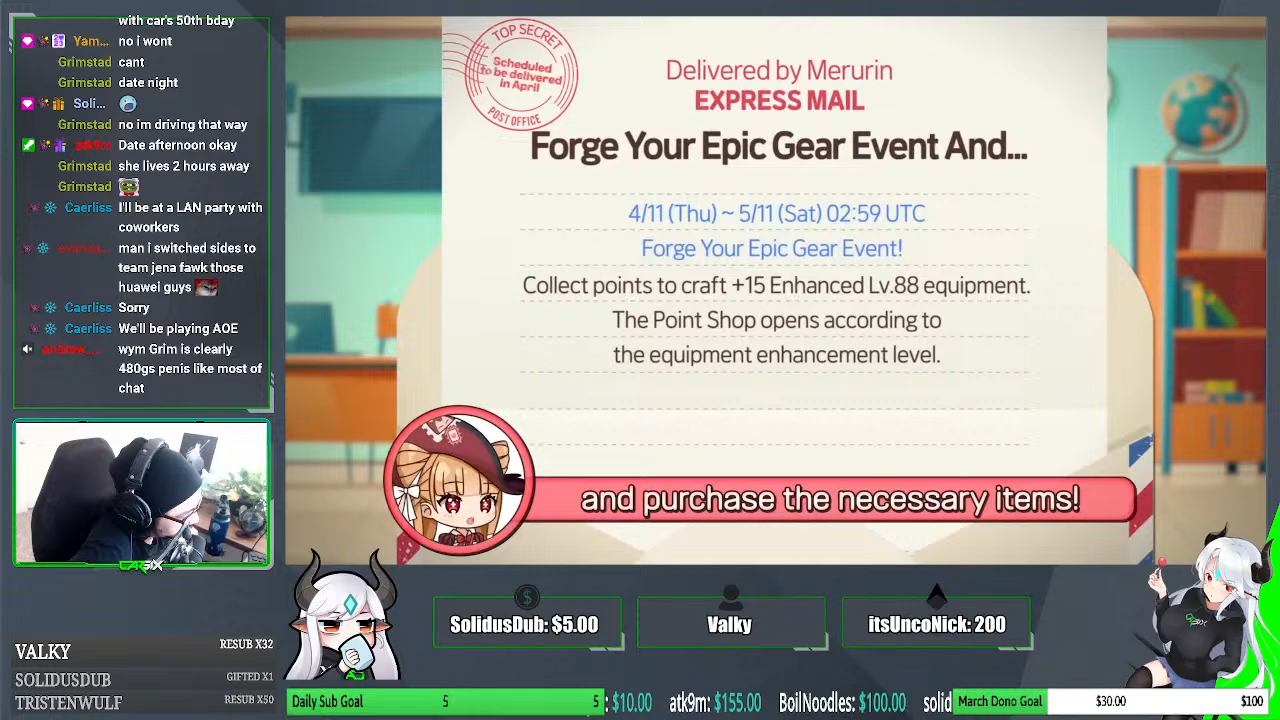 with car's 50th bday
Yam... no i wont
Grimstad cant
Grimstad date night
Soli...
Grimstad no im driving that way
atk9m Date afternoon okay
Grimstad she lives 2 hours away
Grimstad
Caerliss I'll be at a LAN party with
coworkers
man i switched sides to
team jena fawk those
huawei guys
Caerliss Sorry
Caerliss We'll be playing AOE
andrew_... wym Grim is clearly
480gs penis like most of
chat
TOP SECRET
Scheduled
to be delivered
in April
POST OFFICE
Delivered by Merurin
EXPRESS MAIL
Forge Your Epic Gear Event And...
4/11 (Thu) ~ 5/11 (Sat) 02:59 UTC
Forge Your Epic Gear Event!
Collect points to craft +15 Enhanced Lv.88 equipment.
The Point Shop opens according to
the equipment enhancement level.
and purchase the necessary items!
VALKY RESUB X32
SOLIDUSDUB GIFTED X1
TRISTENWULF RESUB X50
SolidusDub: $5.00
Valky
itsUncoNick: 200
Daily Sub Goal 5 5
: $10.00 atk9m: $155.00 BoilNoodles: $100.00 solid
March Dono Goal $30.00 $100